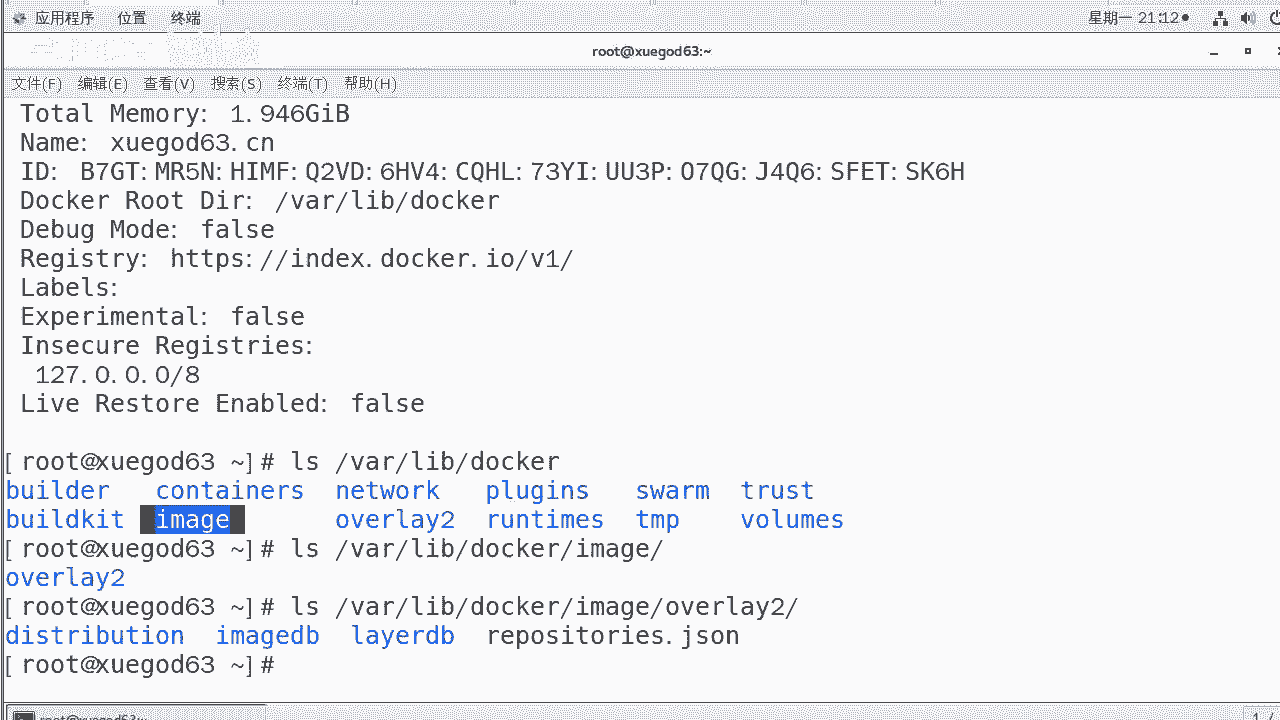 应用程序 位置 终端 星期一 21:12
root@xuegod63:~
文件(F) 编辑(E) 查看(V) 搜索(S) 终端(T) 帮助(H)
Total Memory: 1.946GiB
Name: xuegod63.cn
ID: B7GT:MR5N:HIMF:Q2VD:6HV4:CQHL:73YI:UU3P:O7QG:J4Q6:SFET:SK6H
Docker Root Dir: /var/lib/docker
Debug Mode: false
Registry: https://index.docker.io/v1/
Labels:
Experimental: false
Insecure Registries:
127.0.0.0/8
Live Restore Enabled: false
[root@xuegod63 ~]# ls /var/lib/docker
builder containers network plugins swarm trust
buildkit image overlay2 runtimes tmp volumes
[root@xuegod63 ~]# ls /var/lib/docker/image/
overlay2
[root@xuegod63 ~]# ls /var/lib/docker/image/overlay2/
distribution imagedb layerdb repositories.json
[root@xuegod63 ~]#